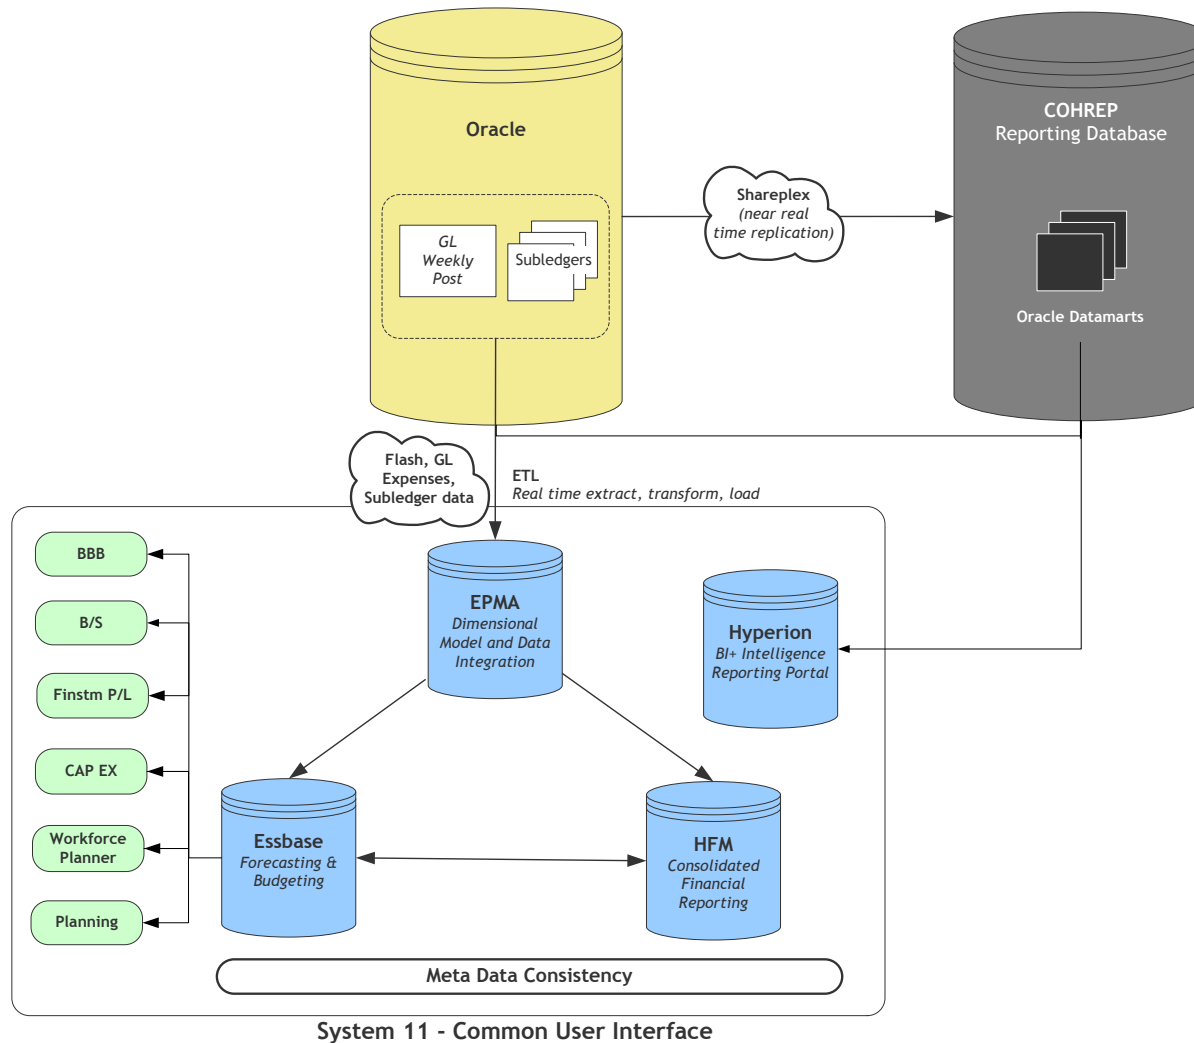 Oracle
COHREP
Reporting Database
Shareplex
(near real
time replication)
GL
Weekly
Post
Subledgers
Oracle Datamarts
Flash, GL
Expenses,
Subledger data
ETL
Real time extract, transform, load
BBB
B/S
Finstm P/L
CAP EX
Workforce
Planner
Planning
EPMA
Dimensional
Model and Data
Integration
Hyperion
BI+ Intelligence
Reporting Portal
Essbase
Forecasting &
Budgeting
HFM
Consolidated
Financial
Reporting
Meta Data Consistency
System 11 - Common User Interface